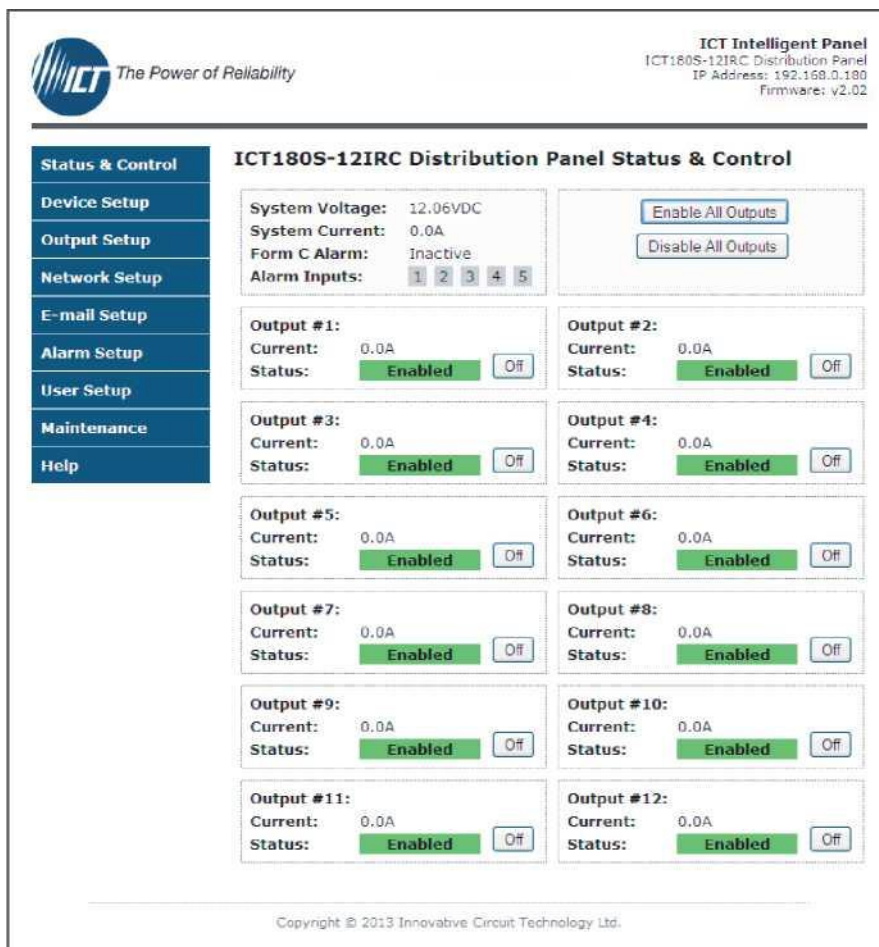 ICT
The Power of Reliability
ICT Intelligent Panel
ICT180S-12IRC Distribution Panel
IP Address: 192.168.0.180
Firmware: v2.02
Status & Control
Device Setup
Output Setup
Network Setup
E-mail Setup
Alarm Setup
User Setup
Maintenance
Help
ICT180S-12IRC Distribution Panel Status & Control
System Voltage: 12.06VDC
System Current: 0.0A
Form C Alarm: Inactive
Alarm Inputs: 1 2 3 4 5
Enable All Outputs
Disable All Outputs
Output #1:
Current: 0.0A
Status: Enabled Off
Output #2:
Current: 0.0A
Status: Enabled Off
Output #3:
Current: 0.0A
Status: Enabled Off
Output #4:
Current: 0.0A
Status: Enabled Off
Output #5:
Current: 0.0A
Status: Enabled Off
Output #6:
Current: 0.0A
Status: Enabled Off
Output #7:
Current: 0.0A
Status: Enabled Off
Output #8:
Current: 0.0A
Status: Enabled Off
Output #9:
Current: 0.0A
Status: Enabled Off
Output #10:
Current: 0.0A
Status: Enabled Off
Output #11:
Current: 0.0A
Status: Enabled Off
Output #12:
Current: 0.0A
Status: Enabled Off
Copyright © 2013 Innovative Circuit Technology Ltd.